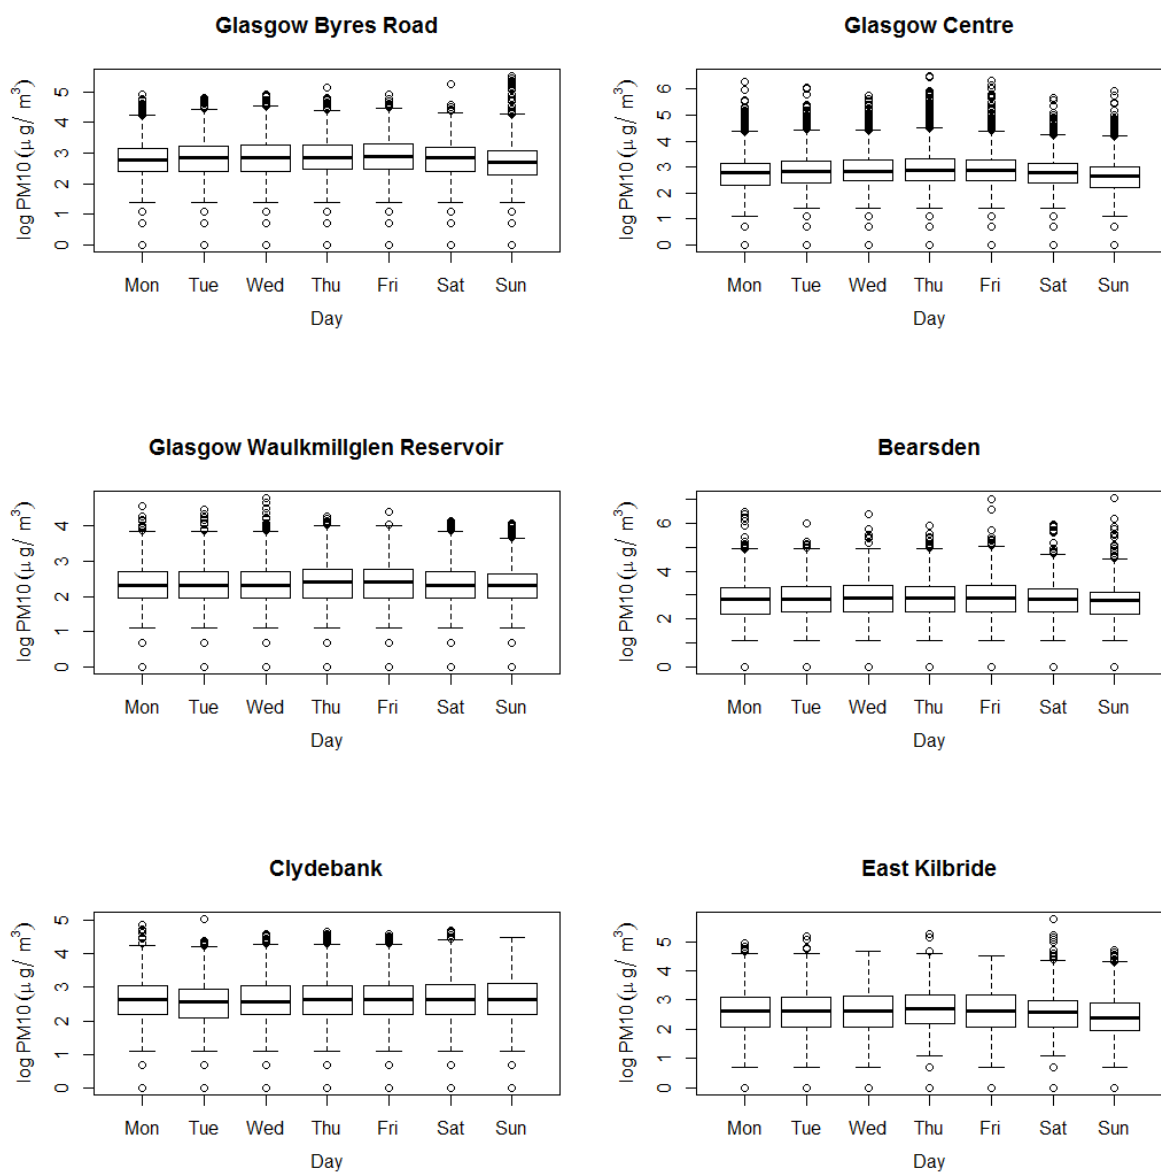 Glasgow Byres Road
log PM10 (μ g/ m³)
5
4
3
2
1
0
Mon Tue Wed Thu Fri Sat Sun
Day
Glasgow Centre
log PM10 (μ g/ m³)
6
5
4
3
2
1
0
Mon Tue Wed Thu Fri Sat Sun
Day
Glasgow Waulkmillglen Reservoir
log PM10 (μ g/ m³)
4
3
2
1
0
Mon Tue Wed Thu Fri Sat Sun
Day
Bearsden
log PM10 (μ g/ m³)
6
4
2
0
Mon Tue Wed Thu Fri Sat Sun
Day
Clydebank
log PM10 (μ g/ m³)
5
4
3
2
1
0
Mon Tue Wed Thu Fri Sat Sun
Day
East Kilbride
log PM10 (μ g/ m³)
5
4
3
2
1
0
Mon Tue Wed Thu Fri Sat Sun
Day